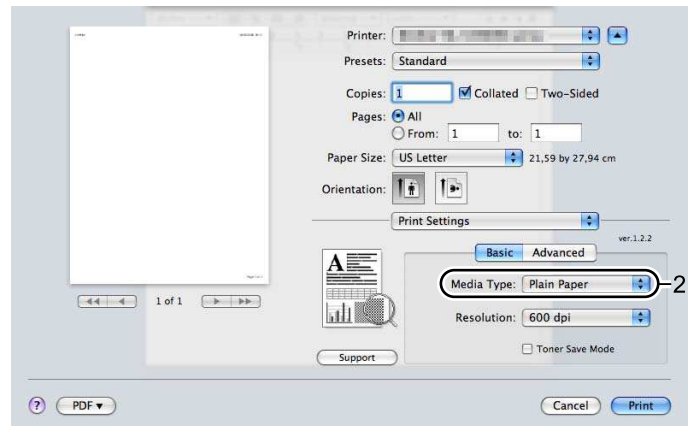 Printer:
Presets: Standard
Copies: 1 Collated Two-Sided
Pages: All
From: 1 to: 1
Paper Size: US Letter 21,59 by 27,94 cm
Orientation:
Print Settings
ver.1.2.2
Basic Advanced
Media Type: Plain Paper 2
Resolution: 600 dpi
Toner Save Mode
1 of 1
A
Support
? PDF Cancel Print